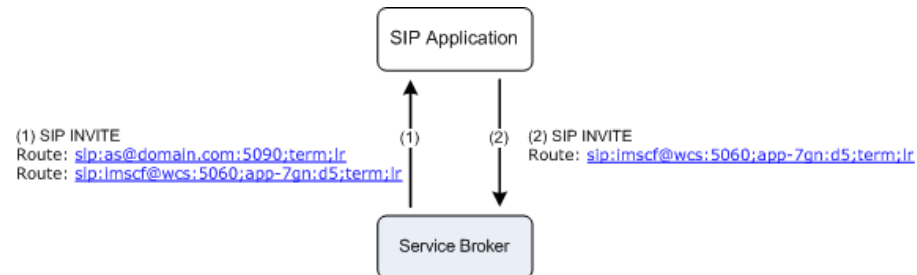 SIP Application
(1) SIP INVITE
Route: sip:as@domain.com:5090;term;lr
Route: sip:imscf@wcs:5060;app-7gn:d5;term;lr
(1)
(2)
(2) SIP INVITE
Route: sip:imscf@wcs:5060;app-7gn:d5;term;lr
Service Broker